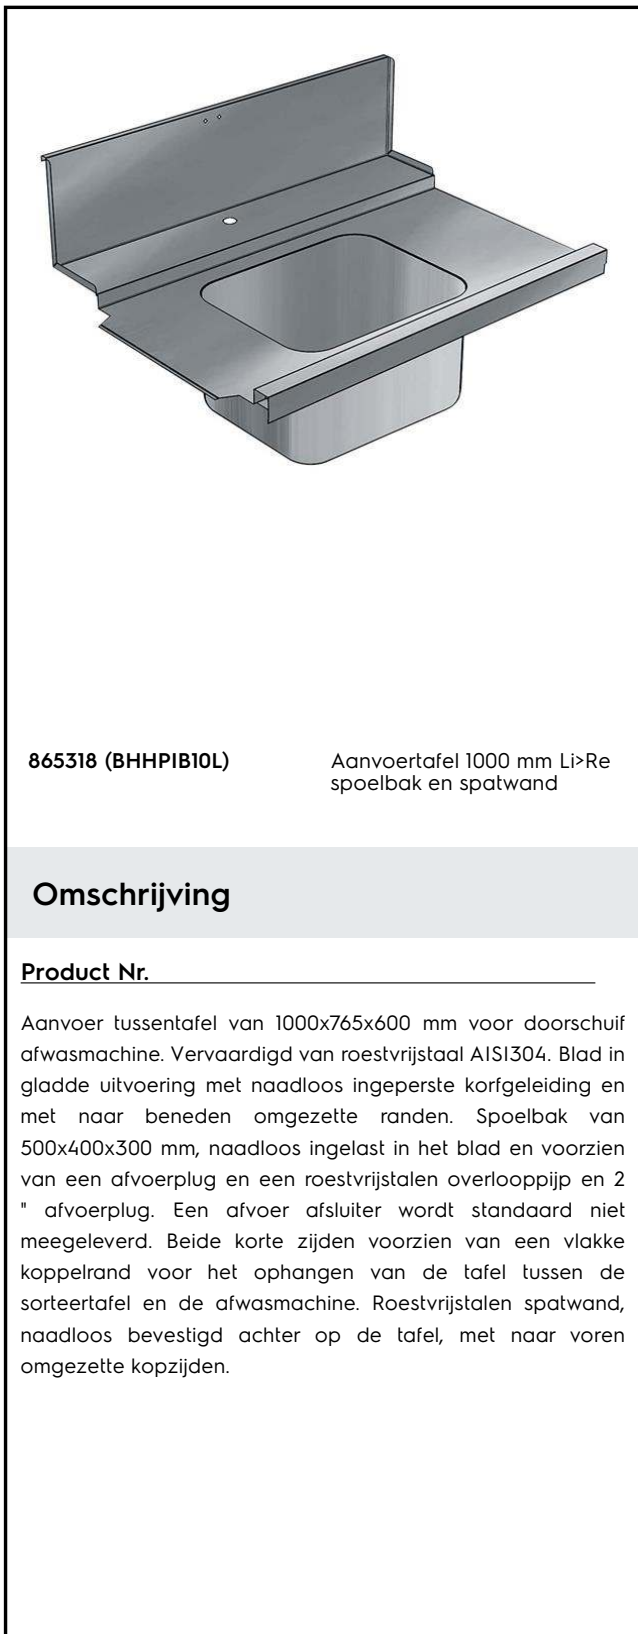 865318 (BHHPIB10L)
Aanvoertafel 1000 mm Li>Re
spoelbak en spatwand
Omschrijving
Product Nr.
Aanvoer tussentafel van 1000x765x600 mm voor doorschuif
afwasmachine. Vervaardigd van roestvrijstaal AISI304. Blad in
gladde uitvoering met naadloos ingeperste korfgeleiding en
met naar beneden omgezette randen. Spoelbak van
500x400x300 mm, naadloos ingelast in het blad en voorzien
van een afvoerplug en een roestvrijstalen overlooppijp en 2
" afvoerplug. Een afvoer afsluiter wordt standaard niet
meegeleverd. Beide korte zijden voorzien van een vlakke
koppelrand voor het ophangen van de tafel tussen de
sorteertafel en de afwasmachine. Roestvrijstalen spatwand,
naadloos bevestigd achter op de tafel, met naar voren
omgezette kopzijden.